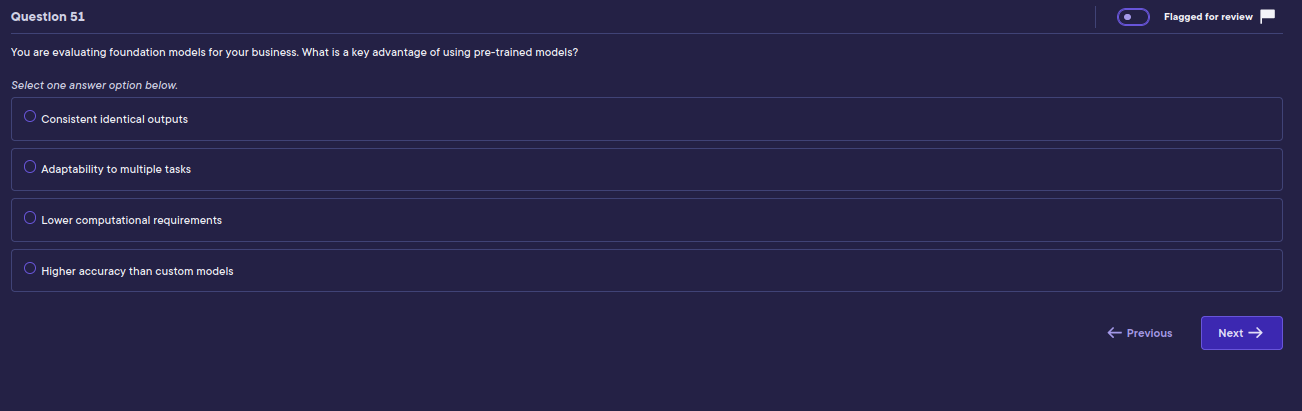 Question 51
Flagged for review
You are evaluating foundation models for your business. What is a key advantage of using pre-trained models?
Select one answer option below.
Consistent identical outputs
Adaptability to multiple tasks
Lower computational requirements
Higher accuracy than custom models
Previous
Next